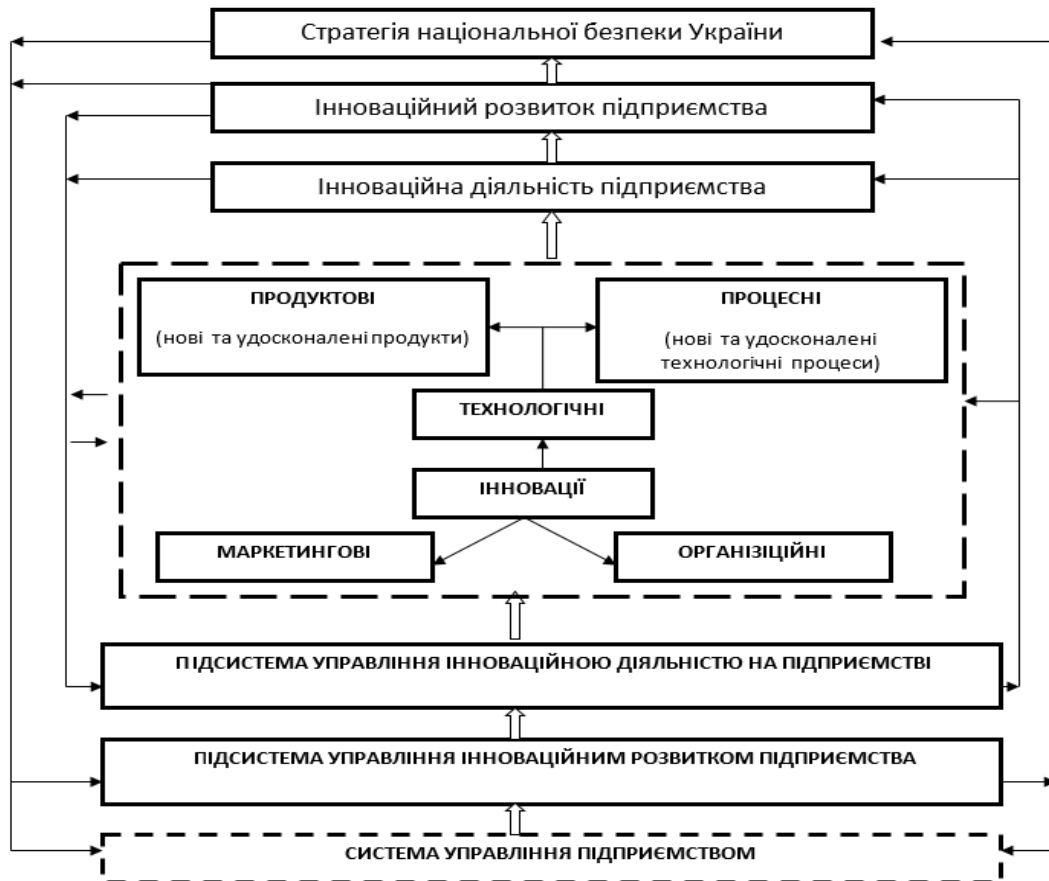 Стратегія національної безпеки України
Інноваційний розвиток підприємства
Інноваційна діяльність підприємства
ПРОДУКТОВІ
(нові та удосконалені продукти)
ПРОЦЕСНІ
(нові та удосконалені
технологічні процеси)
ТЕХНОЛОГІЧНІ
ІННОВАЦІЇ
МАРКЕТИНГОВІ
ОРГАНІЗІЦІЙНІ
ПІДСИСТЕМА УПРАВЛІННЯ ІННОВАЦІЙНОЮ ДІЯЛЬНІСТЮ НА ПІДПРИЄМСТВІ
ПІДСИСТЕМА УПРАВЛІННЯ ІННОВАЦІЙНИМ РОЗВИТКОМ ПІДПРИЄМСТВА
СИСТЕМА УПРАВЛІННЯ ПІДПРИЄМСТВОМ